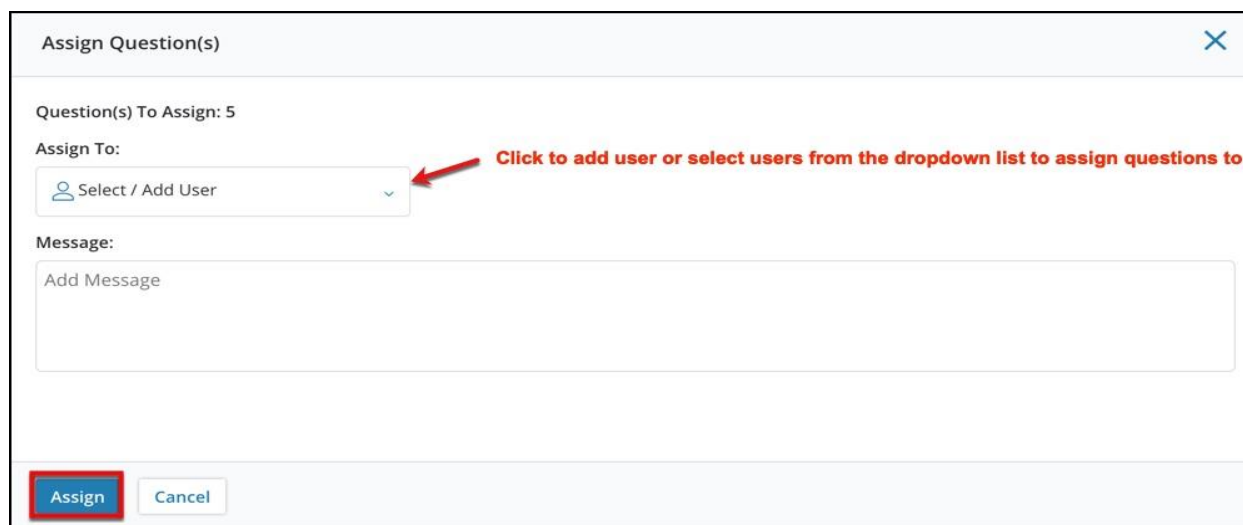 Assign Question(s)
Question(s) To Assign: 5
Assign To:
Click to add user or select users from the dropdown list to assign questions to
Select / Add User
Message:
Add Message
Assign
Cancel